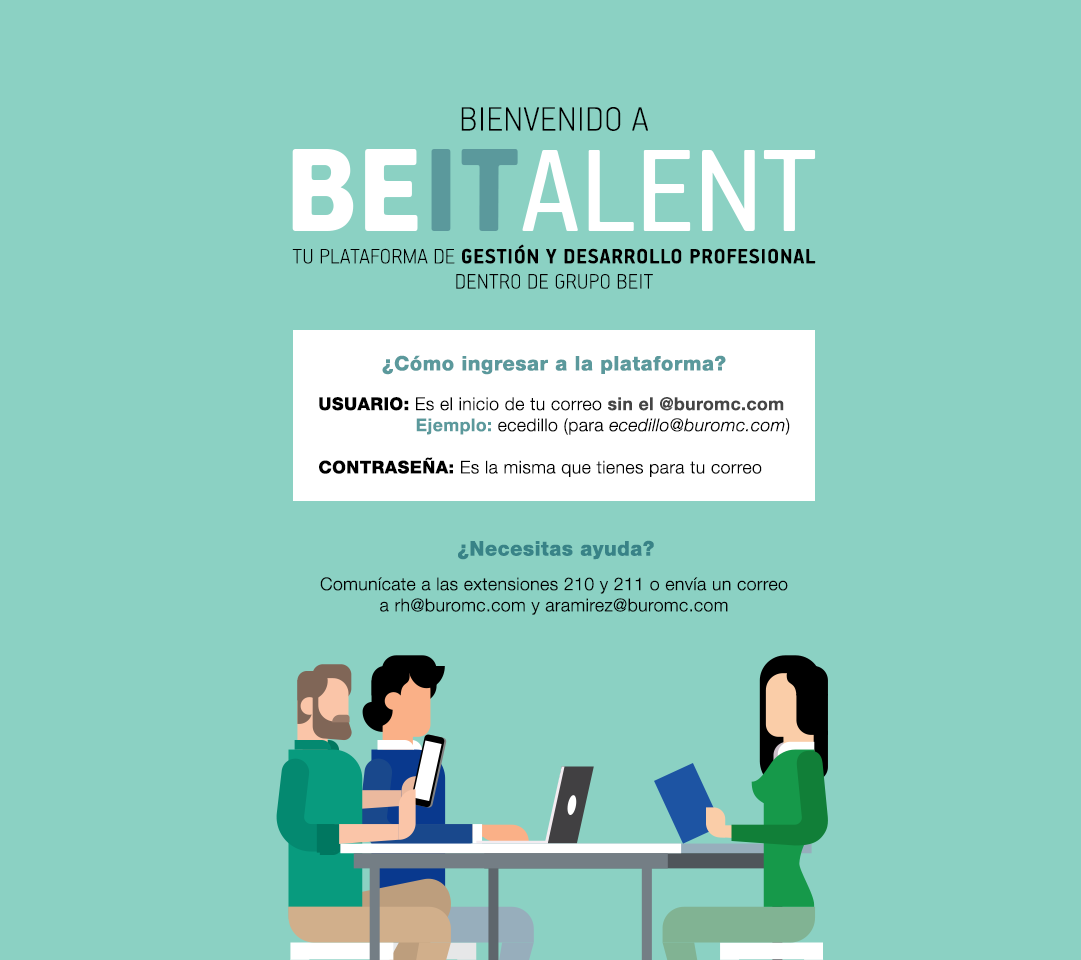 BIENVENIDO A
BEITALENT
TU PLATAFORMA DE GESTIÓN Y DESARROLLO PROFESIONAL
DENTRO DE GRUPO BEIT
¿Cómo ingresar a la plataforma?
USUARIO: Es el inicio de tu correo sin el @buromc.com
Ejemplo: ecedillo (para ecedillo@buromc.com)
CONTRASEÑA: Es la misma que tienes para tu correo
¿Necesitas ayuda?
Comunícate a las extensiones 210 y 211 o envía un correo
a rh@buromc.com y aramirez@buromc.com